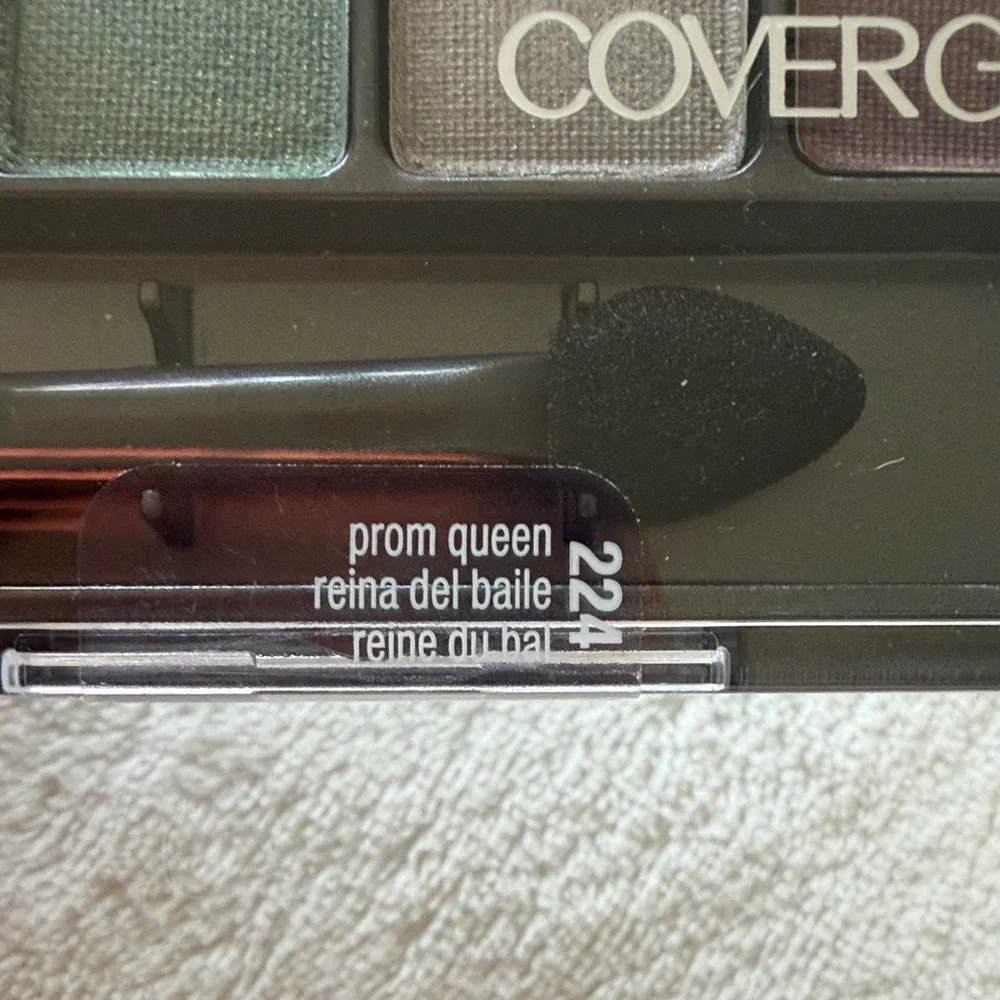 COVERG
prom queen
reina del baile
reine du bal
224